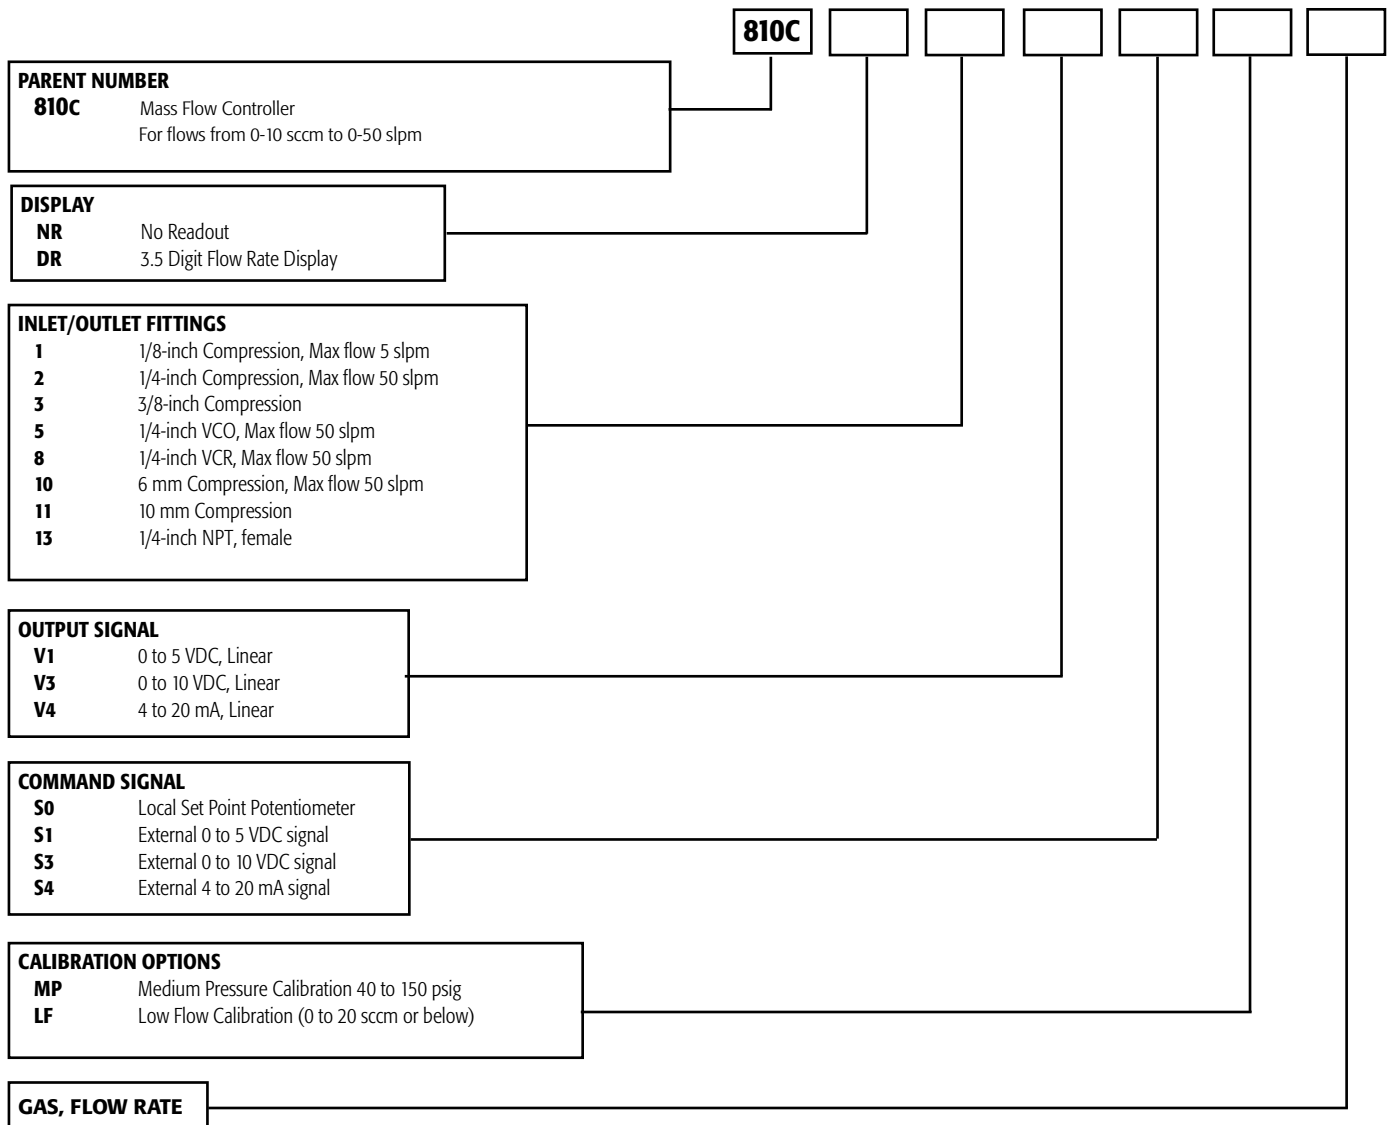 810C
PARENT NUMBER
810C Mass Flow Controller
For flows from 0-10 sccm to 0-50 slpm
DISPLAY
NR No Readout
DR 3.5 Digit Flow Rate Display
INLET/OUTLET FITTINGS
1 1/8-inch Compression, Max flow 5 slpm
2 1/4-inch Compression, Max flow 50 slpm
3 3/8-inch Compression
5 1/4-inch VCO, Max flow 50 slpm
8 1/4-inch VCR, Max flow 50 slpm
10 6 mm Compression, Max flow 50 slpm
11 10 mm Compression
13 1/4-inch NPT, female
OUTPUT SIGNAL
V1 0 to 5 VDC, Linear
V3 0 to 10 VDC, Linear
V4 4 to 20 mA, Linear
COMMAND SIGNAL
S0 Local Set Point Potentiometer
S1 External 0 to 5 VDC signal
S3 External 0 to 10 VDC signal
S4 External 4 to 20 mA signal
CALIBRATION OPTIONS
MP Medium Pressure Calibration 40 to 150 psig
LF Low Flow Calibration (0 to 20 sccm or below)
GAS, FLOW RATE